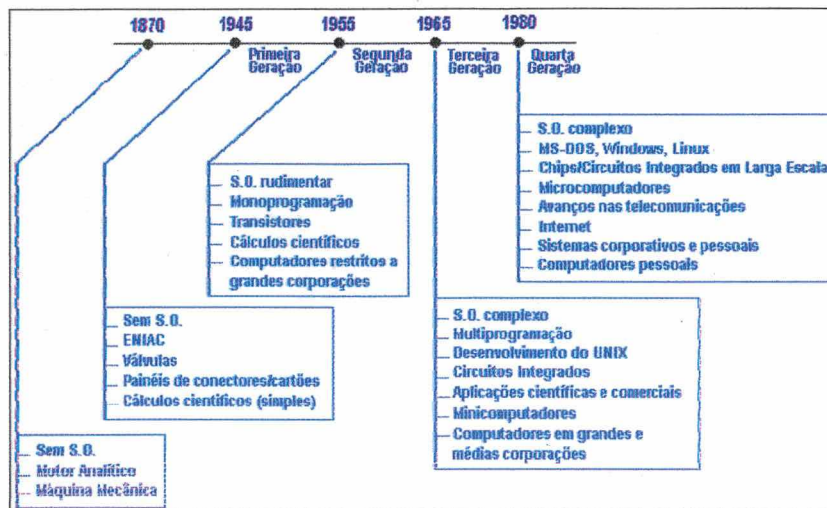 1870 1945 1955 1965 1980
Primeira Geração
Segunda Geração
Terceira Geração
Quarta Geração
S.O. complexo
MS-DOS, Windows, Linux
Chips/Circuitos Integrados em Larga Escala
Microcomputadores
Avanços nas telecomunicações
Internet
Sistemas corporativos e pessoais
Computadores pessoais
S.O. rudimentar
Monoprogramação
Transistores
Cálculos científicos
Computadores restritos a
grandes corporações
S.O. complexo
Multiprogramação
Desenvolvimento do UNIX
Circuitos Integrados
Aplicações científicas e comerciais
Minicomputadores
Computadores em grandes e
médias corporações
Sem S.O.
ENIAC
Válvulas
Painéis de conectores/cartões
Cálculos científicos (simples)
Sem S.O.
Motor Analítico
Máquina Mecânica